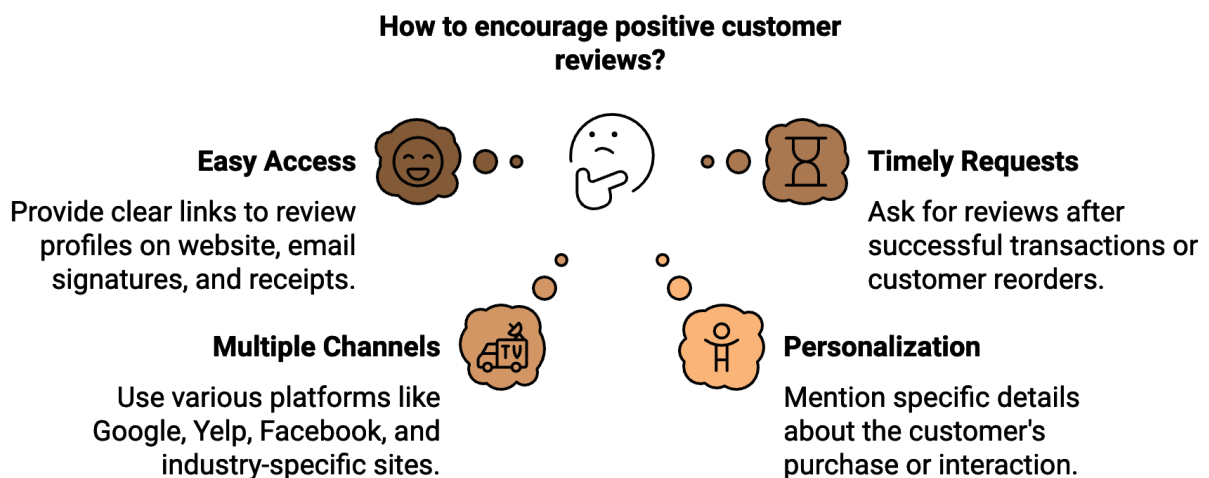 How to encourage positive customer
reviews?
Easy Access
Provide clear links to review
profiles on website, email
signatures, and receipts.
Timely Requests
Ask for reviews after
successful transactions or
customer reorders.
Multiple Channels
Use various platforms like
Google, Yelp, Facebook, and
industry-specific sites.
TV
Personalization
Mention specific details
about the customer's
purchase or interaction.